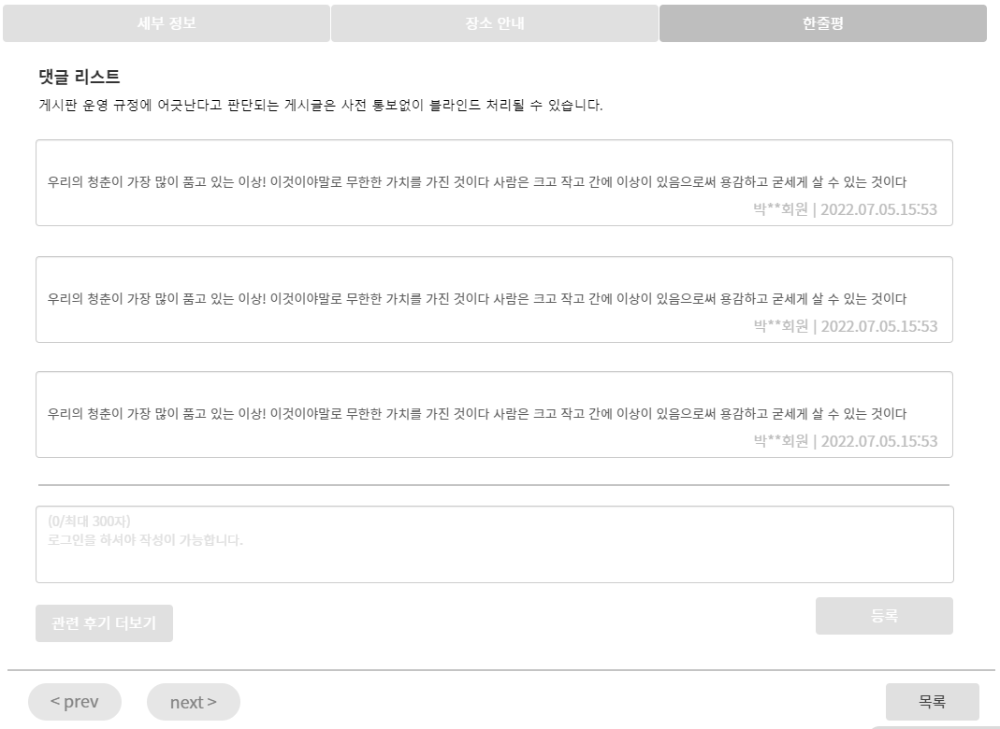 세부 정보
장소 안내
한줄평
댓글 리스트
게시판 운영 규정에 어긋난다고 판단되는 게시글은 사전 통보없이 블라인드 처리될 수 있습니다.
우리의 청춘이 가장 많이 품고 있는 이상! 이것이야말로 무한한 가치를 가진 것이다 사람은 크고 작고 간에 이상이 있음으로써 용감하고 굳세게 살 수 있는 것이다
박**회원 | 2022.07.05.15:53
우리의 청춘이 가장 많이 품고 있는 이상! 이것이야말로 무한한 가치를 가진 것이다 사람은 크고 작고 간에 이상이 있음으로써 용감하고 굳세게 살 수 있는 것이다
박**회원 | 2022.07.05.15:53
우리의 청춘이 가장 많이 품고 있는 이상! 이것이야말로 무한한 가치를 가진 것이다 사람은 크고 작고 간에 이상이 있음으로써 용감하고 굳세게 살 수 있는 것이다
박**회원 | 2022.07.05.15:53
(0/최대 300자)
로그인을 하셔야 작성이 가능합니다.
관련 후기 더보기
등록
< prev
next >
목록